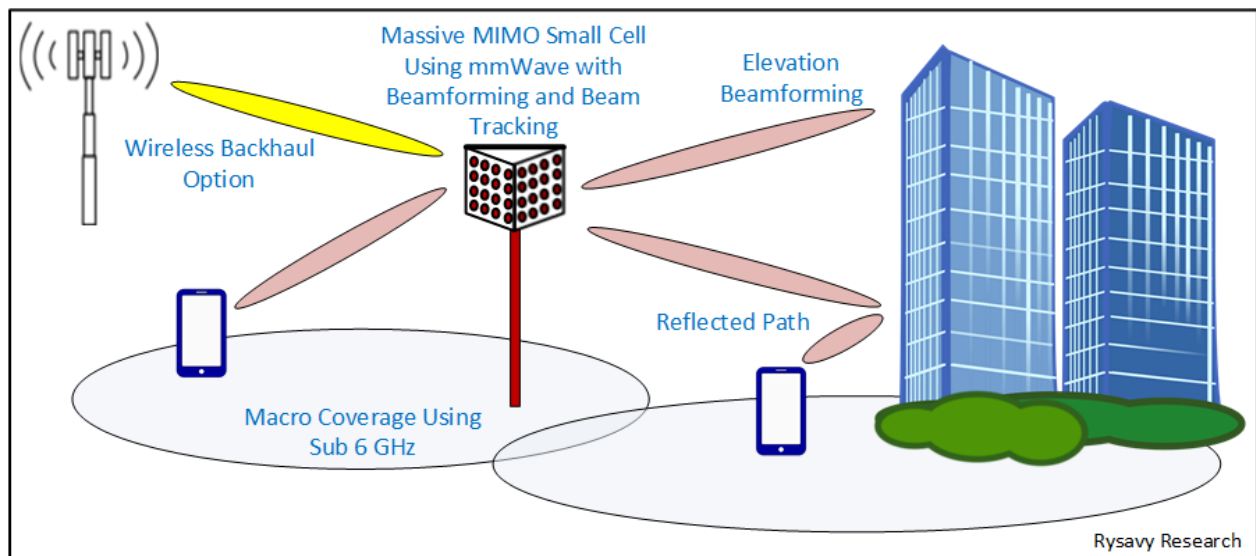 Massive MIMO Small Cell
Using mmWave with
Beamforming and Beam
Tracking
Elevation
Beamforming
Wireless Backhaul
Option
Reflected Path
Macro Coverage Using
Sub 6 GHz
Rysavy Research